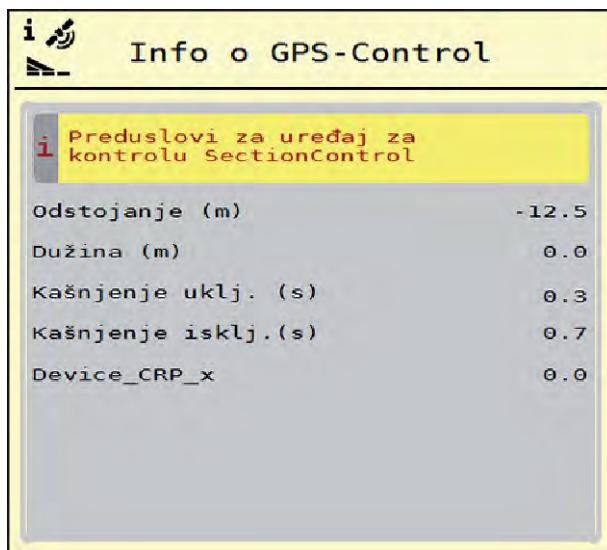 i
Info o GPS-Control
i
Preduslovi za uređaj za
kontrolu SectionControl
Odstojanje (m) -12.5
Dužina (m) 0.0
Kašnjenje uklj. (s) 0.3
Kašnjenje isklj.(s) 0.7
Device_CRP_x 0.0